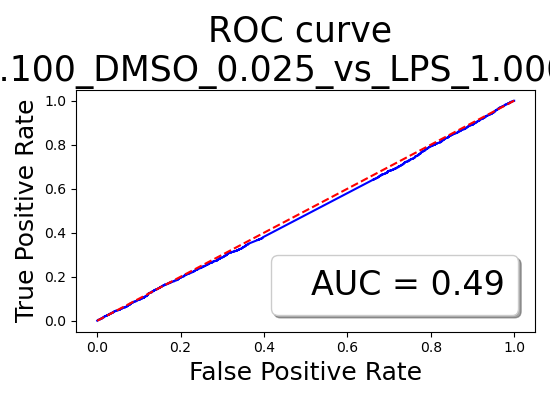 ROC curve
.100_DMSO_0.025_vs_LPS_1.000
1.0
0.8
0.6
0.4
0.2
0.0
True Positive Rate
AUC = 0.49
0.0 0.2 0.4 0.6 0.8 1.0
False Positive Rate